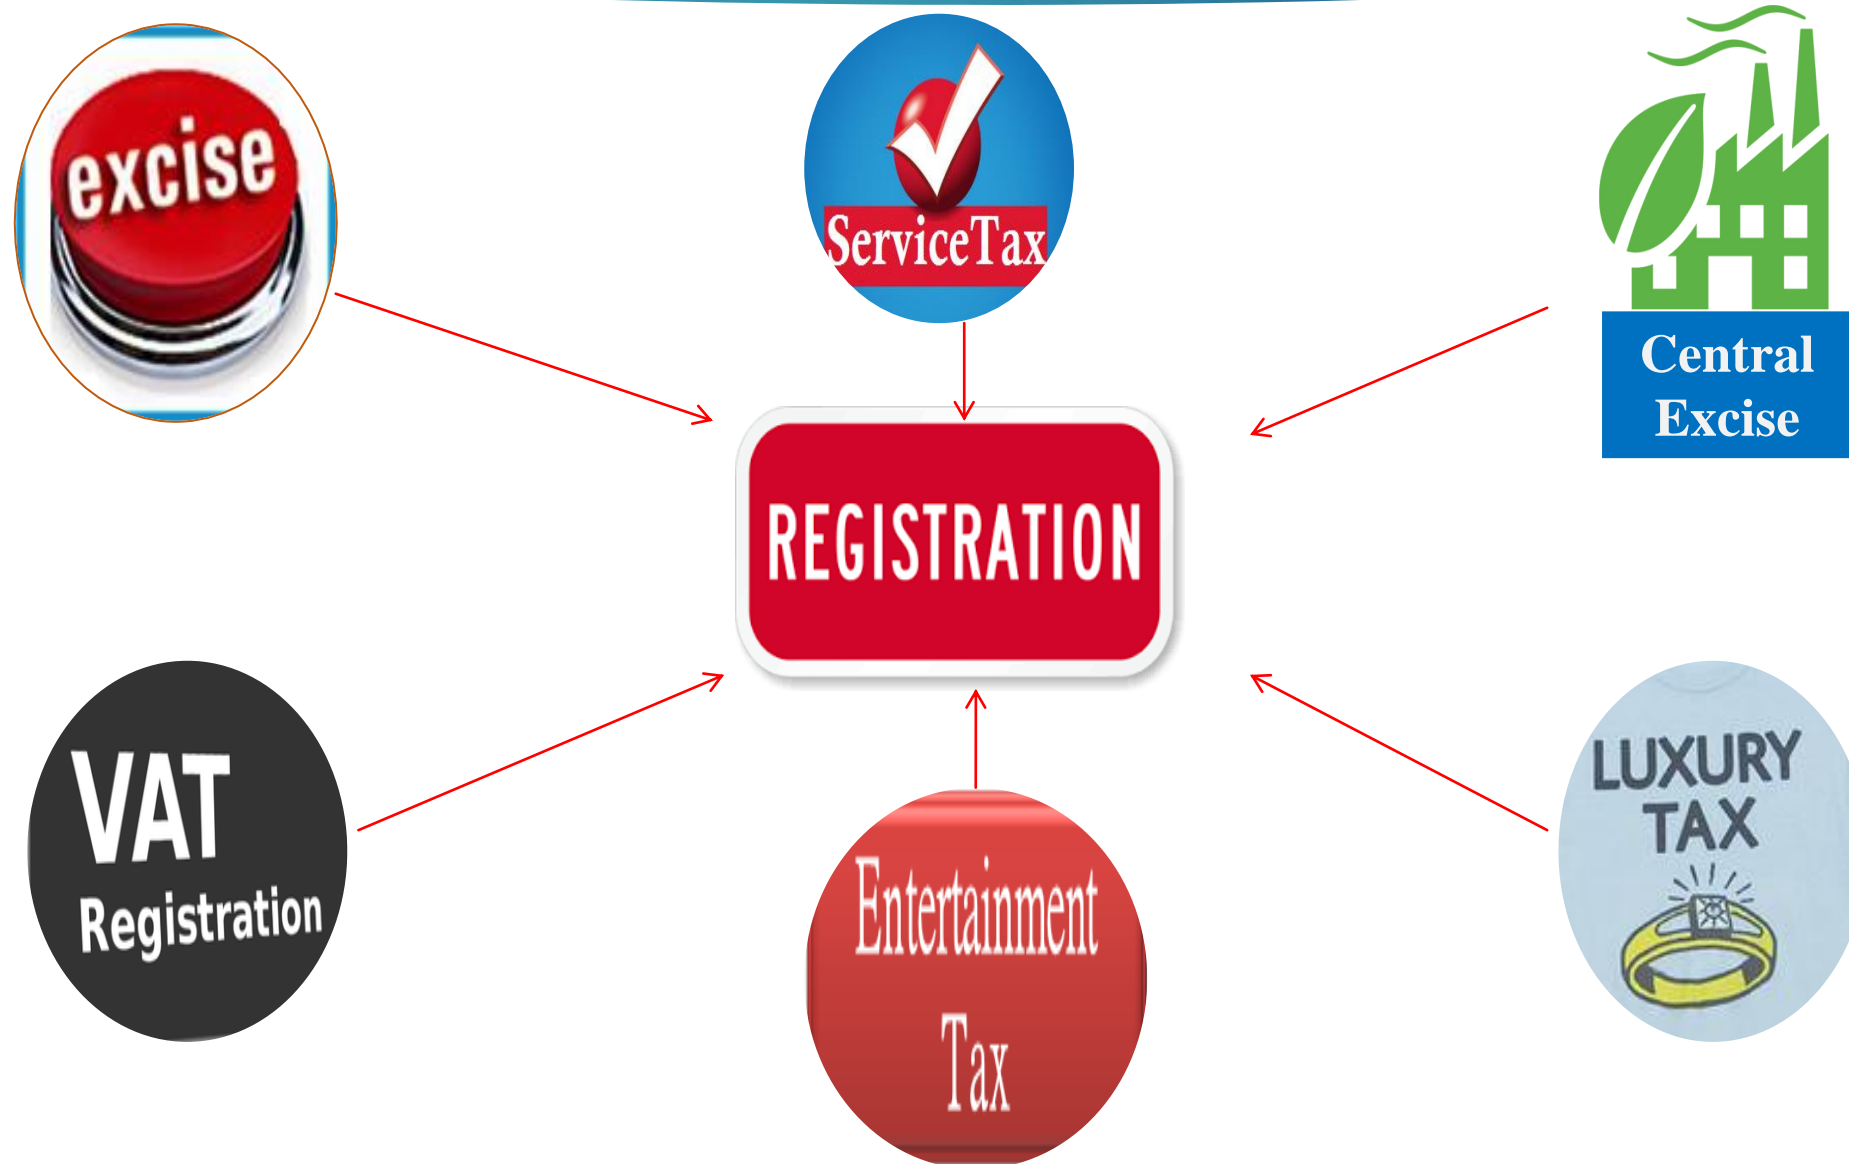 excise
ServiceTax
Central
Excise
REGISTRATION
VAT
Registration
Entertainment
Tax
LUXURY
TAX